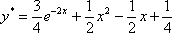 y* = 3/4 e^{-2x} + 1/2 x^2 - 1/2 x + 1/4